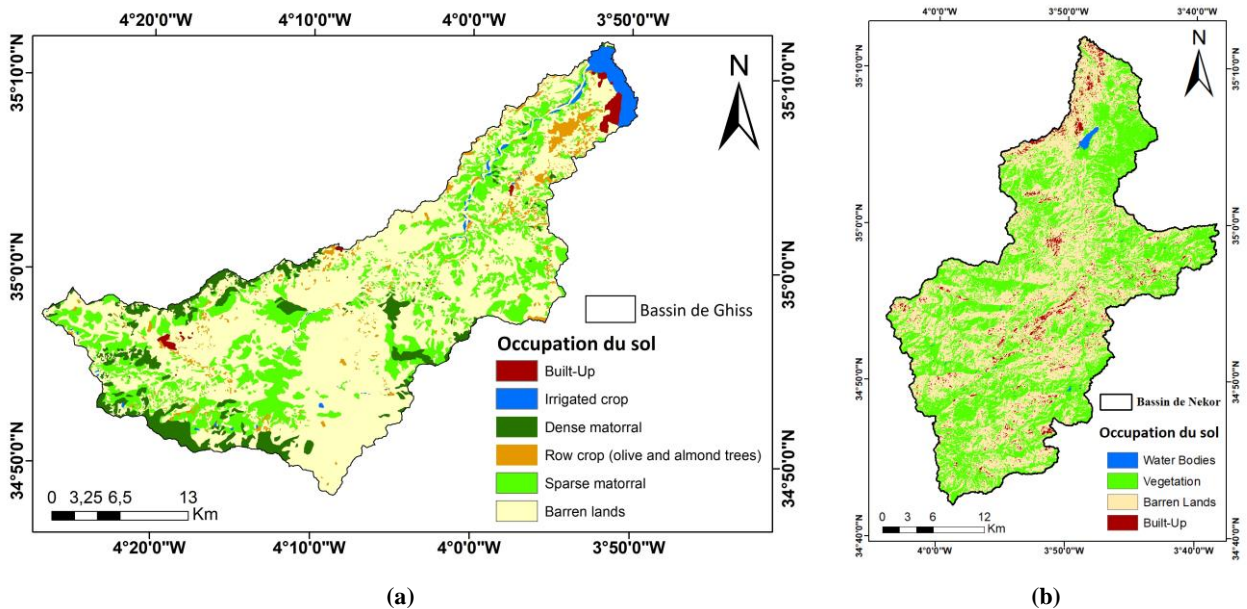 4°20'0"W 4°10'0"W 4°0'0"W 3°50'0"W
35°10'0"N
35°0'0"N
34°50'0"N
35°10'0"N
35°0'0"N
34°50'0"N
N
Bassin de Ghiss
Occupation du sol
Built-Up
Irrigated crop
Dense matorral
Row crop (olive and almond trees)
Sparse matorral
Barren lands
0 3,25 6,5 13
Km
4°20'0"W 4°10'0"W 4°0'0"W 3°50'0"W
(a)
4°0'0"W 3°50'0"W 3°40'0"W
35°10'0"N
35°0'0"N
34°50'0"N
34°40'0"N
35°10'0"N
35°0'0"N
34°50'0"N
34°40'0"N
N
Bassin de Nekor
Occupation du sol
Water Bodies
Vegetation
Barren Lands
Built-Up
0 2 3 6 12
Km
4°0'0"W 3°50'0"W 3°40'0"W
(b)